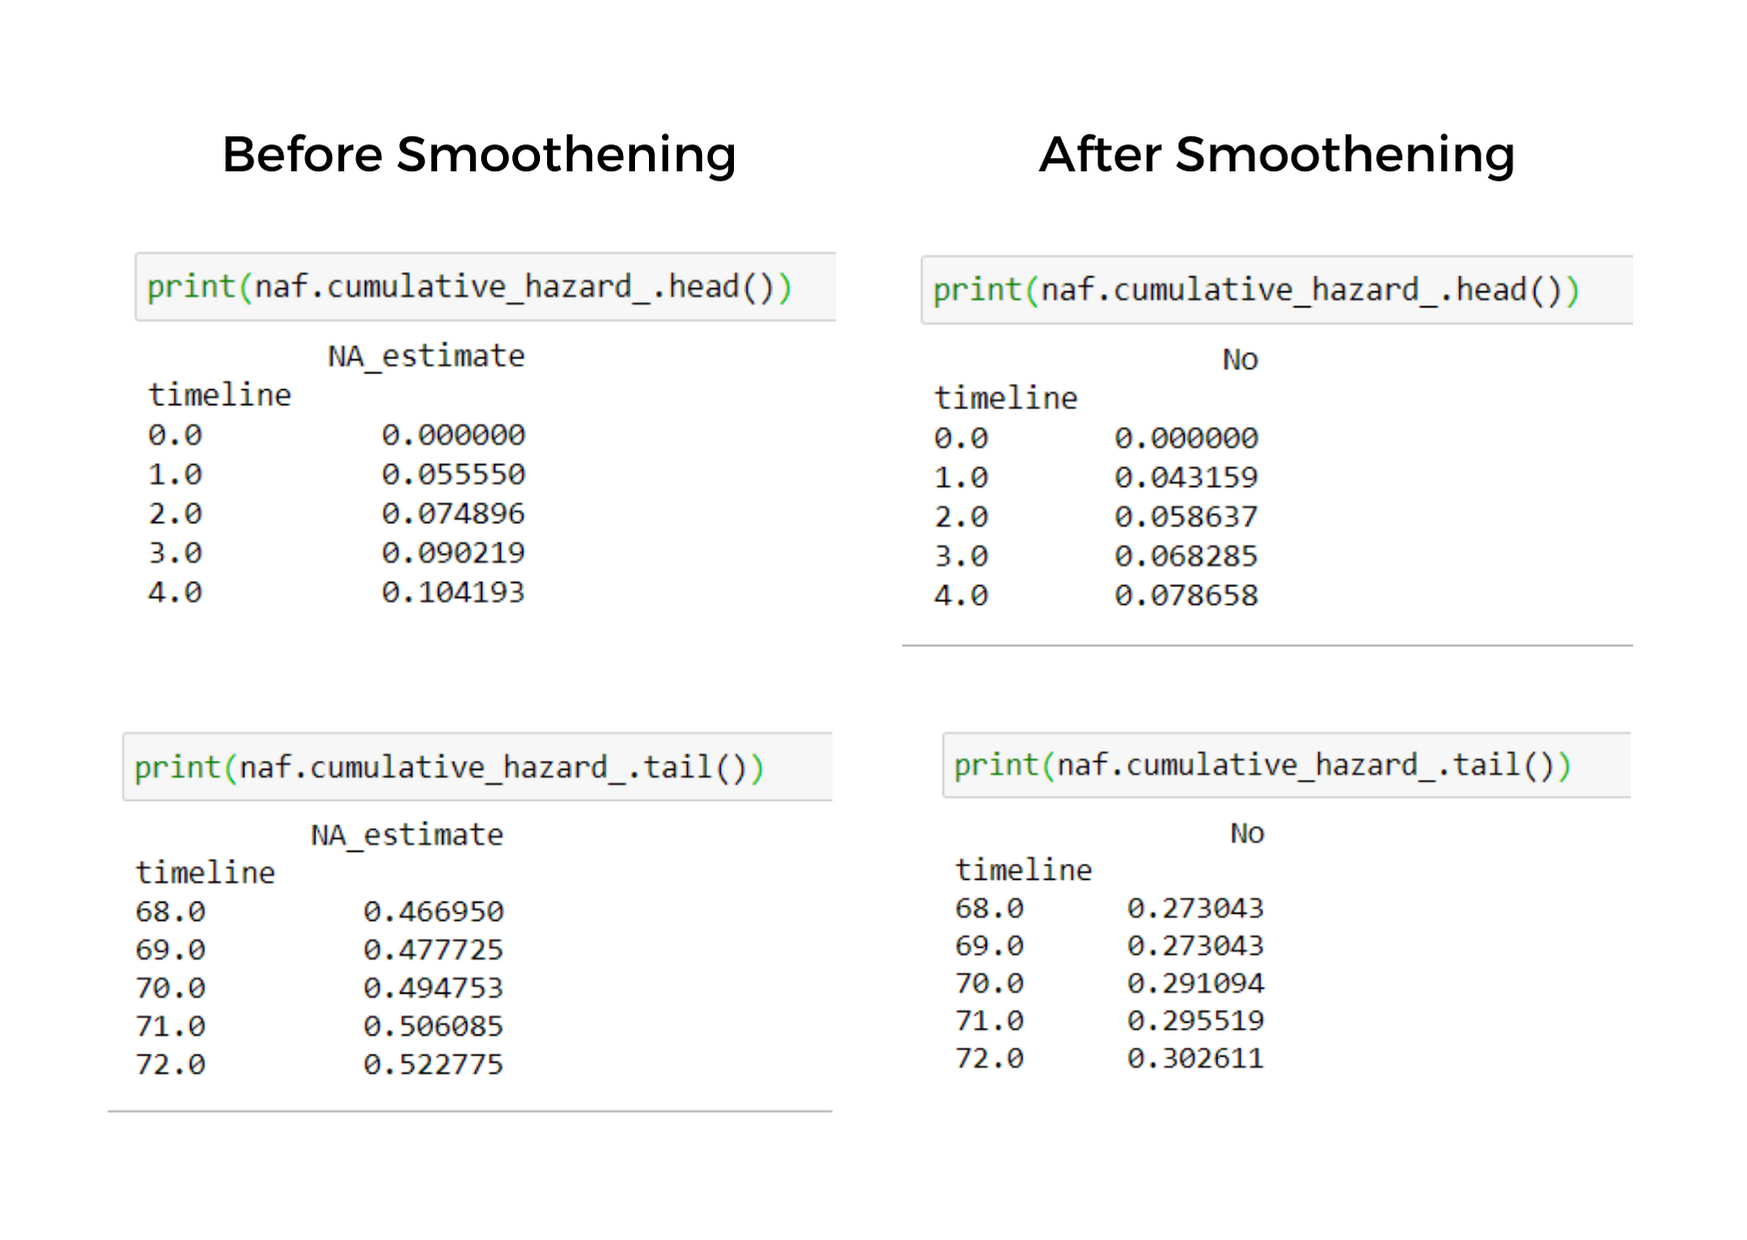 Before Smoothening
print(naf.cumulative_hazard_.head())
NA_estimate
timeline
0.0 0.000000
1.0 0.055550
2.0 0.074896
3.0 0.090219
4.0 0.104193
print(naf.cumulative_hazard_.tail())
NA_estimate
timeline
68.0 0.466950
69.0 0.477725
70.0 0.494753
71.0 0.506085
72.0 0.522775
After Smoothening
print(naf.cumulative_hazard_.head())
No
timeline
0.0 0.000000
1.0 0.043159
2.0 0.058637
3.0 0.068285
4.0 0.078658
print(naf.cumulative_hazard_.tail())
No
timeline
68.0 0.273043
69.0 0.273043
70.0 0.291094
71.0 0.295519
72.0 0.302611